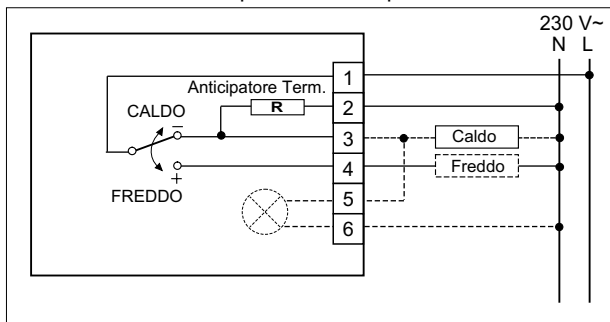 230 V~
N L
1
Anticipatore Term.
R
2
CALDO
−
3
Caldo
4
Freddo
+
FREDDO
5
6